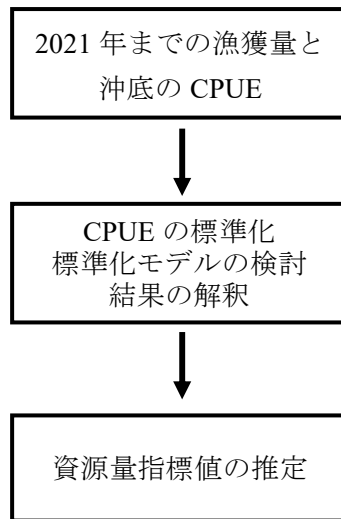 2021 年までの漁獲量と
沖底の CPUE
CPUE の標準化
標準化モデルの検討
結果の解釈
資源量指標値の推定